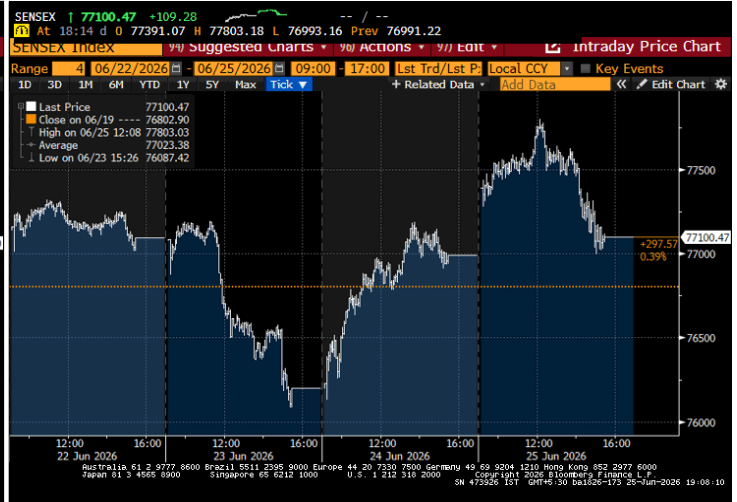 SENSEX ↑ 77100.47 +109.28 -- / --
At 18:14 d O 77391.07 H 77803.18 L 76993.16 Prev 76991.22
SENSEX Index 94) Suggested Charts 96) Actions 97) Edit Intraday Price Chart
Range 4 06/22/2026 - 06/25/2026 09:00 - 17:00 Lst Trd/Lst P Local CCY Key Events
1D 3D 1M 6M YTD 1Y 5Y Max Tick ▼ + Related Data Add Data « Edit Chart
Last Price 77100.47
Close on 06/19 ---- 76802.90
High on 06/25 12:08 77803.03
Average 77023.38
Low on 06/23 15:26 76087.42
77500
77100.47
+297.57
0.39%
77000
76500
76000
12:00 16:00 12:00 16:00 12:00 16:00 12:00 16:00
22 Jun 2026 23 Jun 2026 24 Jun 2026 25 Jun 2026
Australia 61 2 9777 8600 Brazil 5511 2395 9000 Europe 44 20 7330 7500 Germany 49 69 9204 1210 Hong Kong 852 2977 6000
Japan 81 3 4565 8900 Singapore 65 6212 1000 U.S. 1 212 318 2000 Copyright 2026 Bloomberg Finance L.P.
SN 473926 IST GMT+5:30 ba1826-173 25-Jun-2026 19:08:10